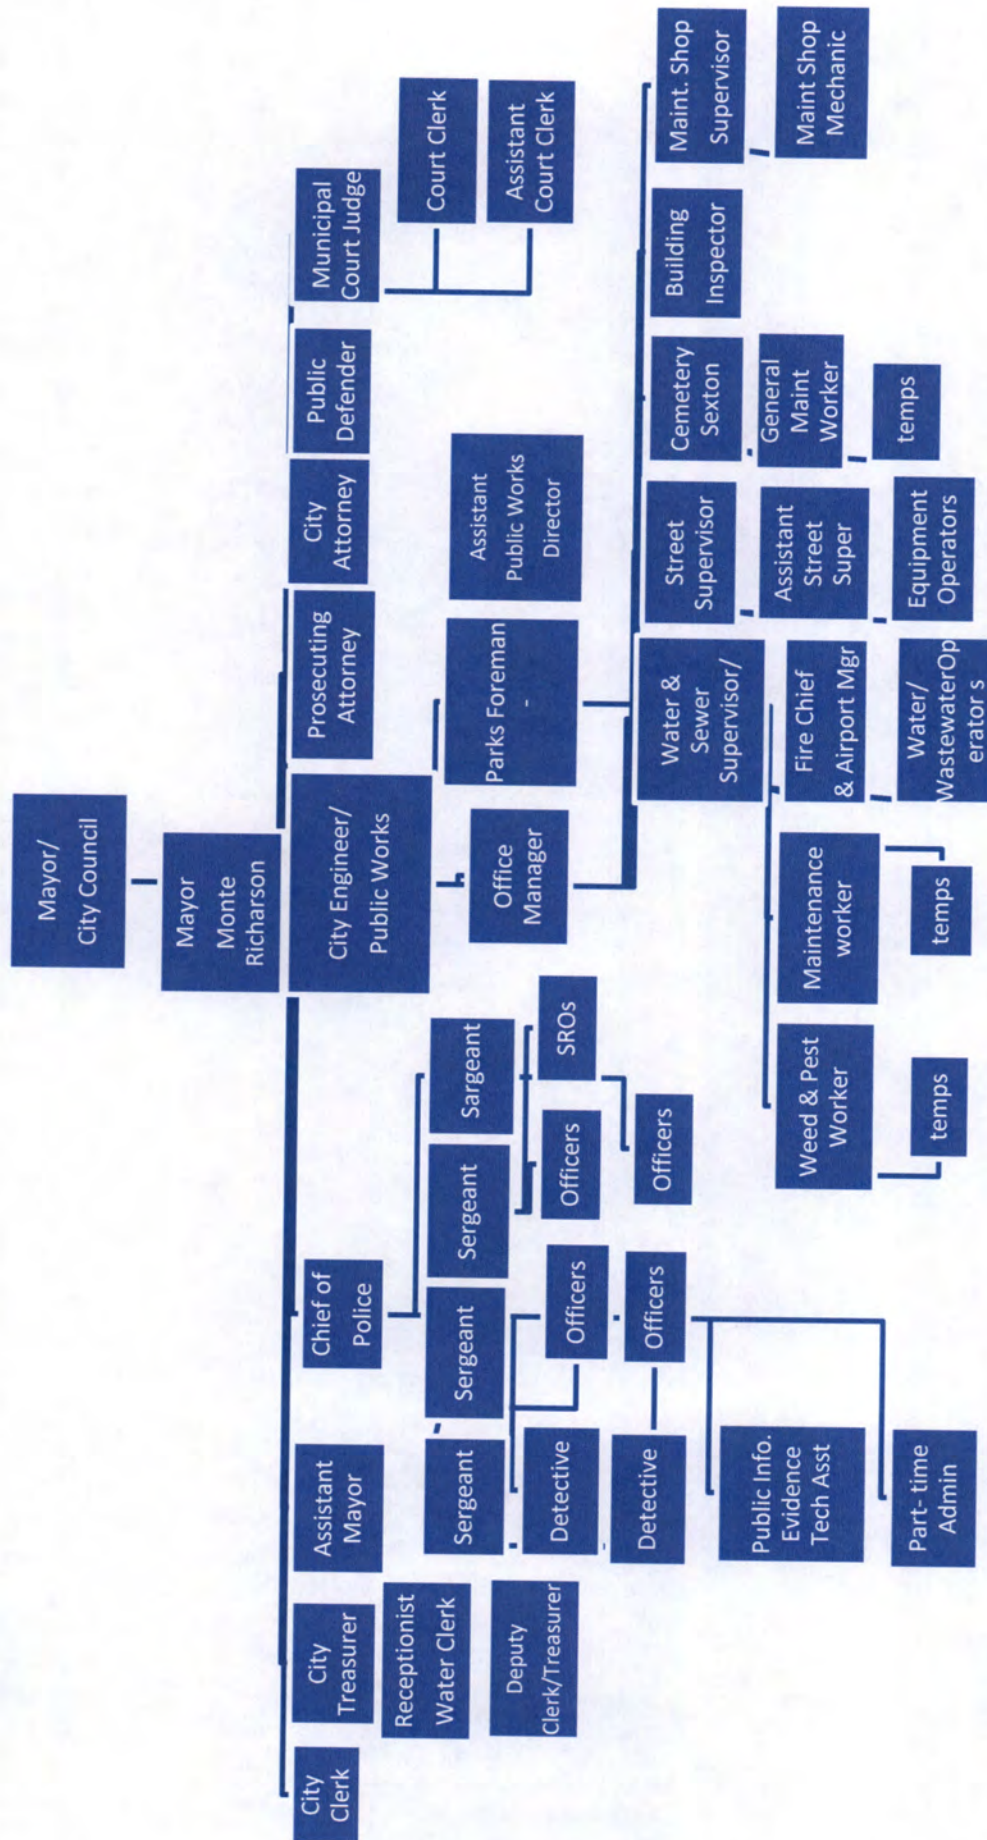 Mayor/
City Council
Mayor
Monte
Richarson
City
Clerk
City
Treasurer
Assistant
Mayor
Chief of
Police
City Engineer/
Public Works
Prosecuting
Attorney
City
Attorney
Public
Defender
Municipal
Court Judge
Receptionist
Water Clerk
Deputy
Clerk/Treasurer
Sergeant
Sergeant
Sergeant
Sargeant
Detective
Officers
Officers
SROs
Detective
Officers
Officers
Public Info.
Evidence
Tech Asst
Part- time
Admin
Office
Manager
Parks Foreman
-
Assistant
Public Works
Director
Court Clerk
Assistant
Court Clerk
Water &
Sewer
Supervisor/
Street
Supervisor
Cemetery
Sexton
Building
Inspector
Maint. Shop
Supervisor
Weed & Pest
Worker
Maintenance
worker
Fire Chief
& Airport Mgr
Assistant
Street
Super
General
Maint
Worker
Maint Shop
Mechanic
temps
temps
Water/
WastewaterOp
erator s
Equipment
Operators
temps